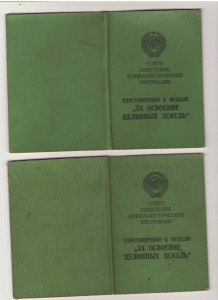 СОЮЗ
СОВЕТСКИХ
СОЦИАЛИСТИЧЕСКИХ
РЕСПУБЛИК
УДОСТОВЕРЕНИЕ К МЕДАЛИ
"ЗА ОСВОЕНИЕ
ЦЕЛИННЫХ ЗЕМЕЛЬ"
СОЮЗ
СОВЕТСКИХ
СОЦИАЛИСТИЧЕСКИХ
РЕСПУБЛИК
УДОСТОВЕРЕНИЕ К МЕДАЛИ
"ЗА ОСВОЕНИЕ
ЦЕЛИННЫХ ЗЕМЕЛЬ"